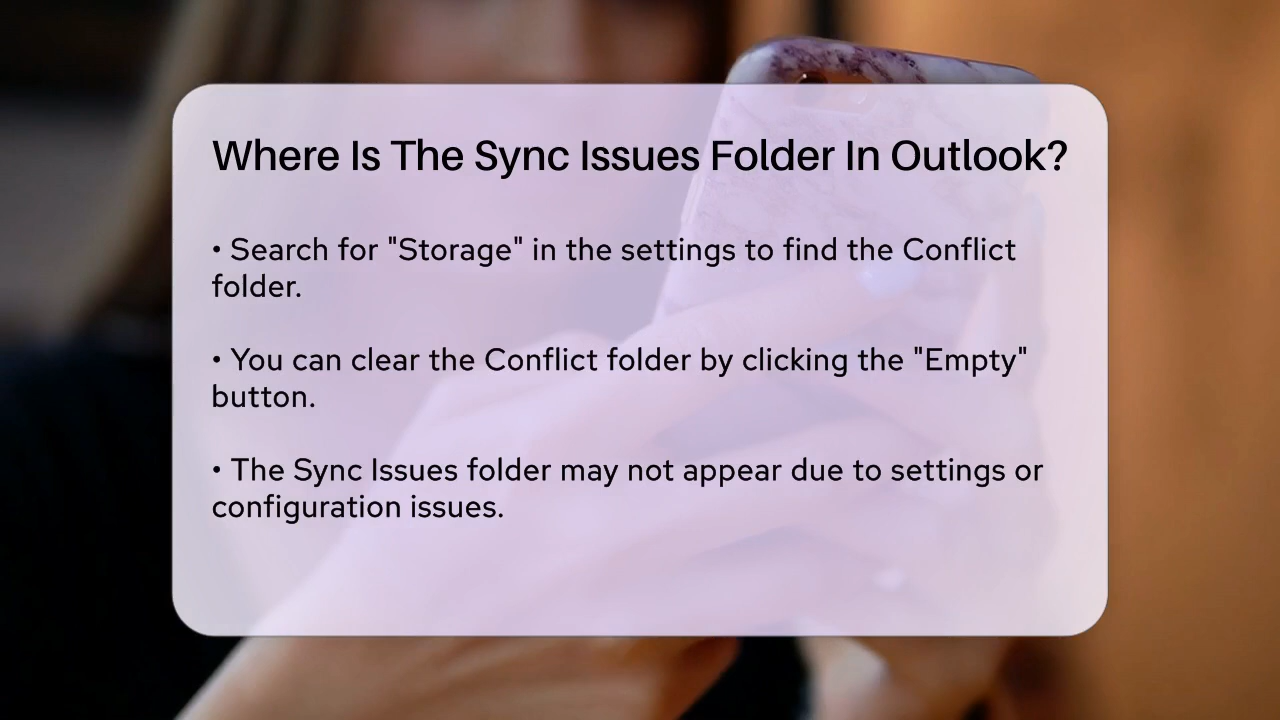 Where Is The Sync Issues Folder In Outlook?
• Search for "Storage" in the settings to find the Conflict
folder.
• You can clear the Conflict folder by clicking the "Empty"
button.
• The Sync Issues folder may not appear due to settings or
configuration issues.